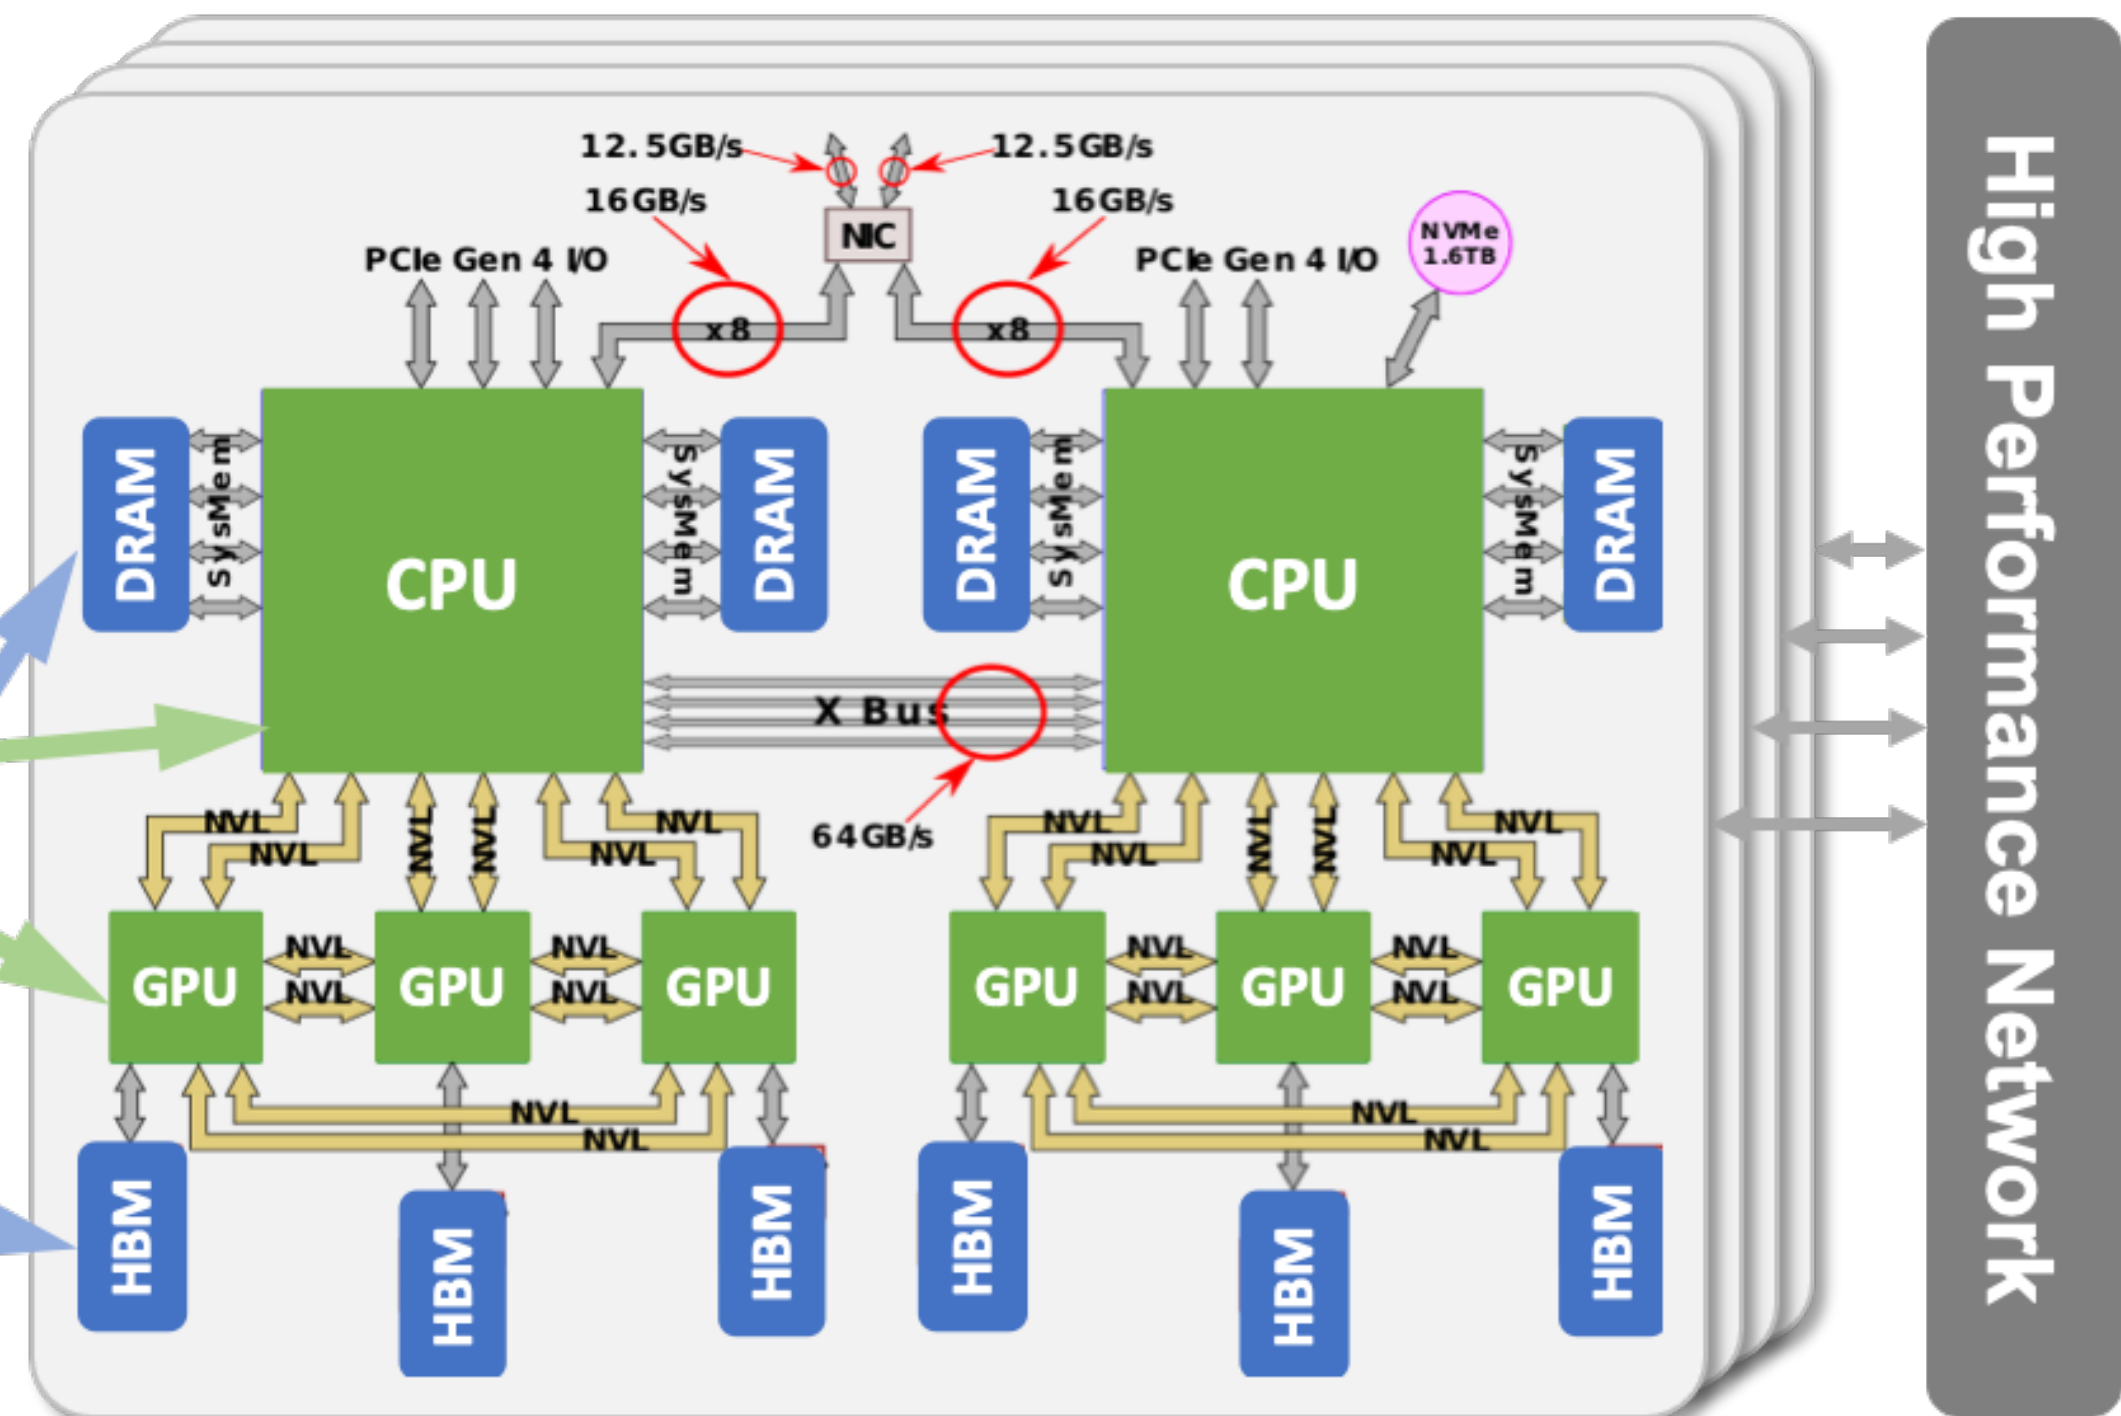 12.5GB/s
12.5GB/s
16GB/s
16GB/s
NIC
PCIe Gen 4 I/O
PCIe Gen 4 I/O
NVMe
1.6TB
x8
x8
DRAM
SysMem
CPU
SysMem
DRAM
DRAM
SysMem
CPU
SysMem
DRAM
X Bus
64GB/s
NVL
NVL
NVL
NVL
NVL
NVL
NVL
NVL
NVL
NVL
NVL
NVL
GPU
NVL
NVL
GPU
NVL
NVL
GPU
GPU
NVL
NVL
GPU
NVL
NVL
GPU
NVL
NVL
NVL
NVL
HBM
HBM
HBM
HBM
HBM
HBM
High Performance Network